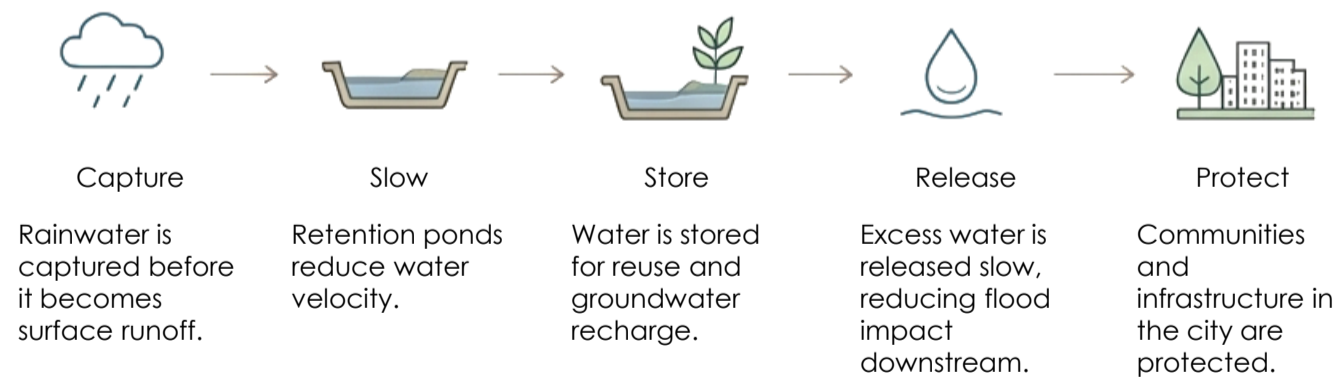 Capture
Rainwater is
captured before
it becomes
surface runoff.
Slow
Retention ponds
reduce water
velocity.
Store
Water is stored
for reuse and
groundwater
recharge.
Release
Excess water is
released slow,
reducing flood
impact
downstream.
Protect
Communities
and
infrastructure in
the city are
protected.